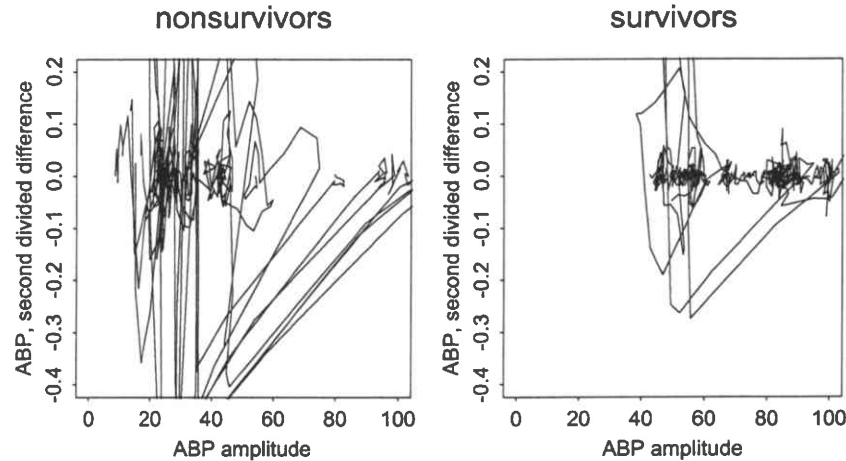 nonsurvivors
ABP, second divided difference
0.2
0.1
0.0
-0.1
-0.2
-0.3
-0.4
0 20 40 60 80 100
ABP amplitude
survivors
ABP, second divided difference
0.2
0.1
0.0
-0.1
-0.2
-0.3
-0.4
0 20 40 60 80 100
ABP amplitude